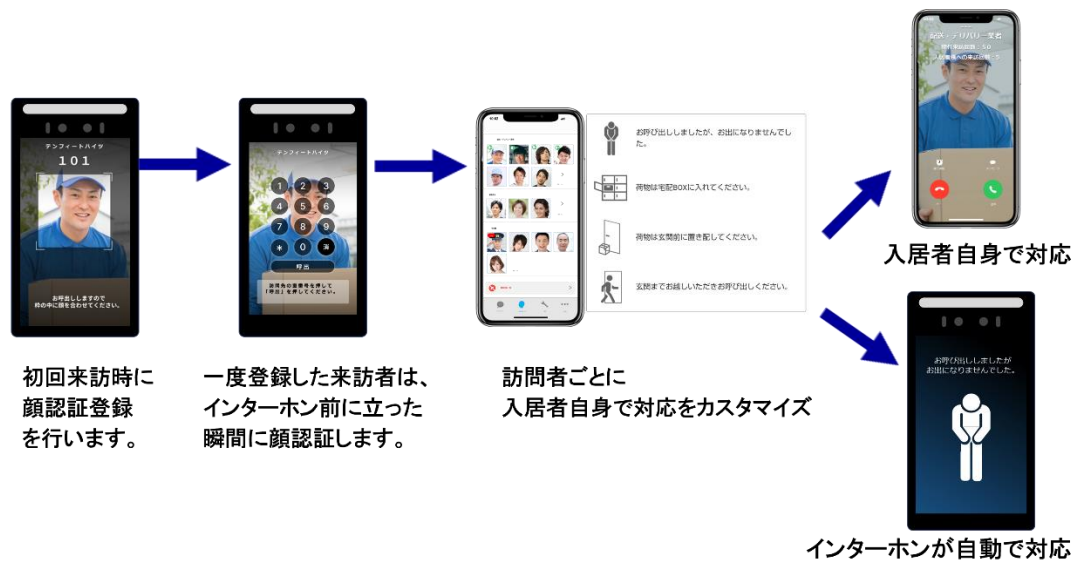 テンフィートハイツ
101
お呼出ししますので
枠の中に顔を合わせてください。
初回来訪時に
顔認証登録
を行います。
テンフィートハイツ
1 2 3
4 5 6
7 8 9
* 0 消
呼出
訪問先の室番号を押して
「呼出」を押してください。
一度登録した来訪者は、
インターホン前に立った
瞬間に顔認証します。
お呼び出ししましたが、お出になりませんでし
た。
荷物は宅配BOXに入れてください。
荷物は玄関前に置き配してください。
玄関までお越しいただきお呼び出しください。
訪問者ごとに
入居者自身で対応をカスタマイズ
配送・デリバリー業者
入居者自身で対応
お呼び出ししましたが
お出になりませんでした。
インターホンが自動で対応